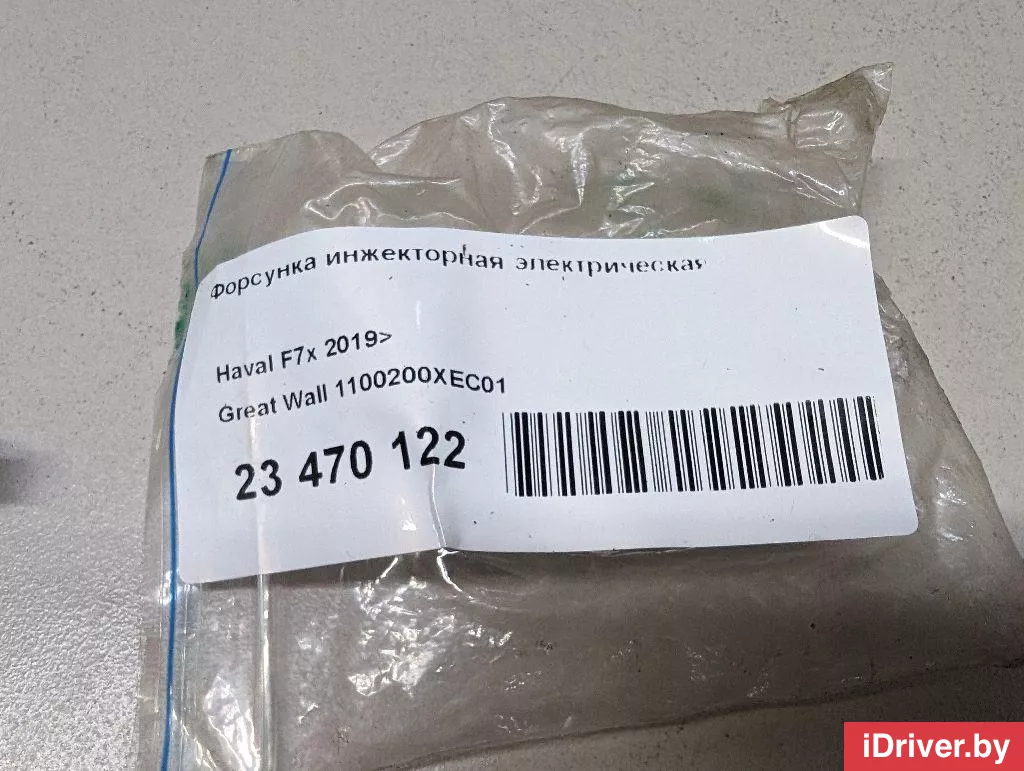 Форсунка инжекторная электрическая
Haval F7x 2019>
Great Wall 1100200XEC01
23 470 122
iDriver.by